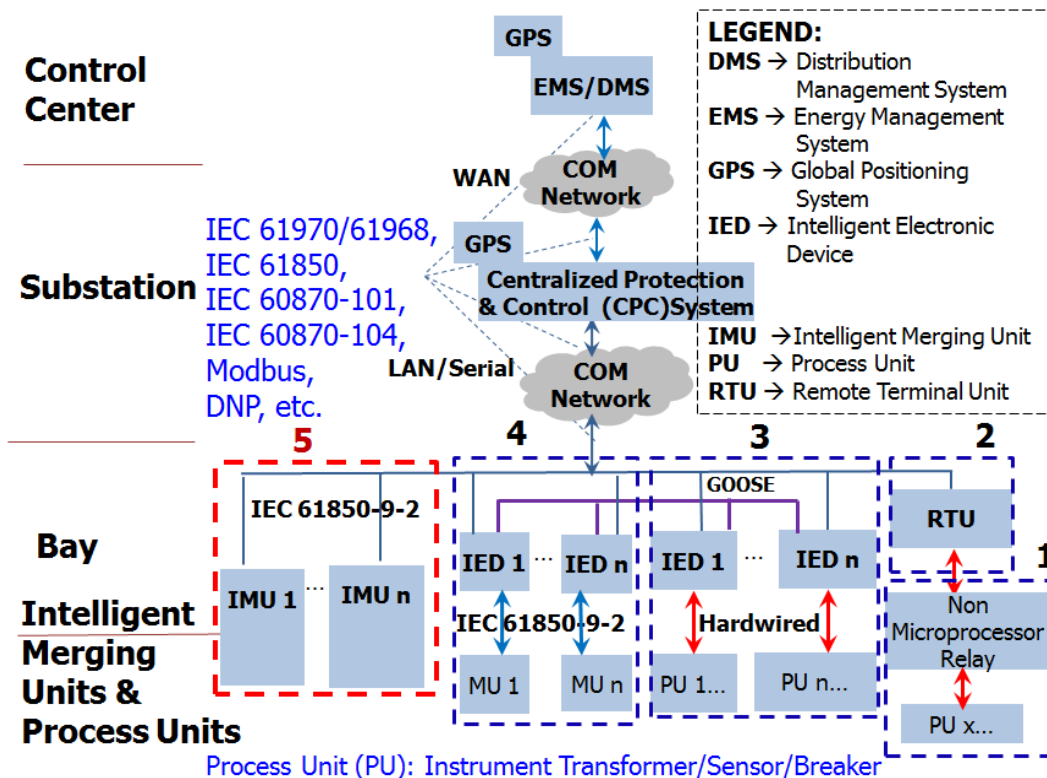 Control
Center
GPS
EMS/DMS
WAN
COM
Network
LEGEND:
DMS → Distribution
Management System
EMS → Energy Management
System
GPS → Global Positioning
System
IED → Intelligent Electronic
Device
IMU → Intelligent Merging Unit
PU → Process Unit
RTU → Remote Terminal Unit
Substation
IEC 61970/61968,
IEC 61850,
IEC 60870-101,
IEC 60870-104,
Modbus,
DNP, etc.
GPS
Centralized Protection
& Control (CPC)System
LAN/Serial
COM
Network
5
4
3
2
1
Bay
IEC 61850-9-2
IMU 1
...
IMU n
GOOSE
IED 1
...
IED n
IEC 61850-9-2
MU 1
MU n
IED 1
...
IED n
Hardwired
PU 1...
PU n...
RTU
Non
Microprocessor
Relay
PU x...
Intelligent
Merging
Units &
Process Units
Process Unit (PU): Instrument Transformer/Sensor/Breaker